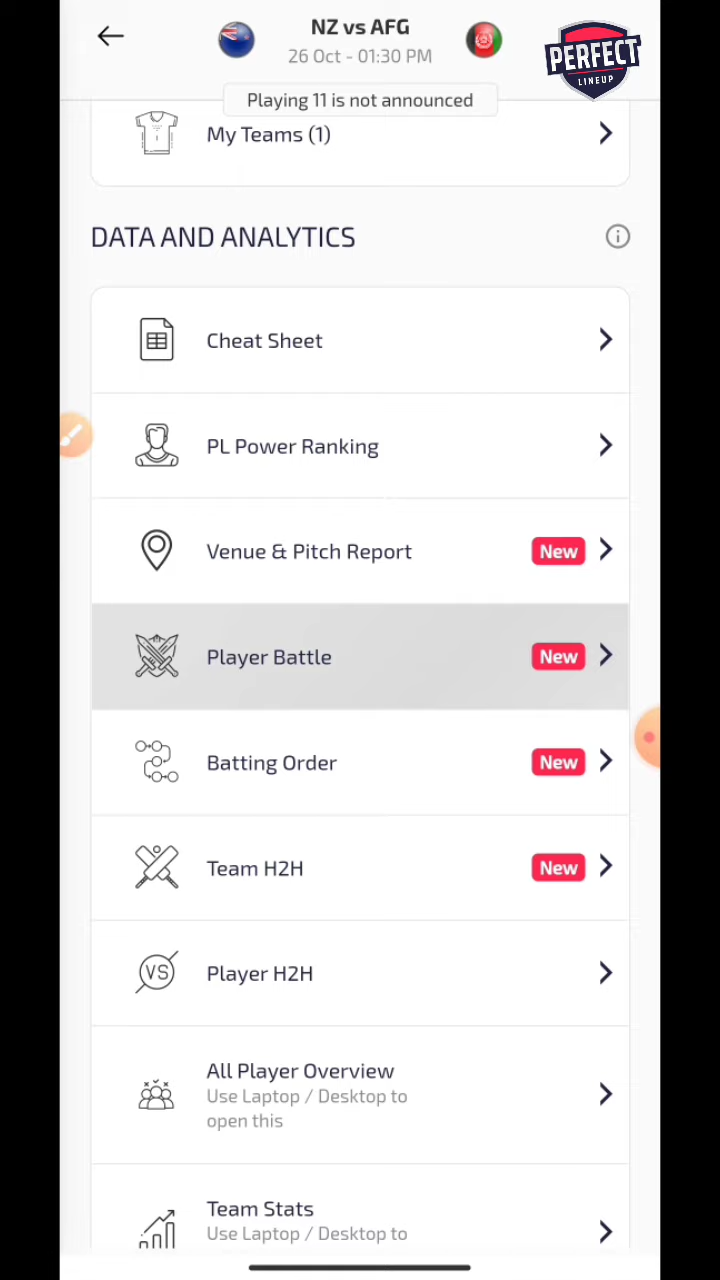 NZ vs AFG
26 Oct - 01:30 PM
PERFECT
LINEUP
Playing 11 is not announced
My Teams (1)
DATA AND ANALYTICS
Cheat Sheet
PL Power Ranking
Venue & Pitch Report New
Player Battle New
Batting Order New
Team H2H New
VS Player H2H
All Player Overview
Use Laptop / Desktop to
open this
Team Stats
Use Laptop / Desktop to